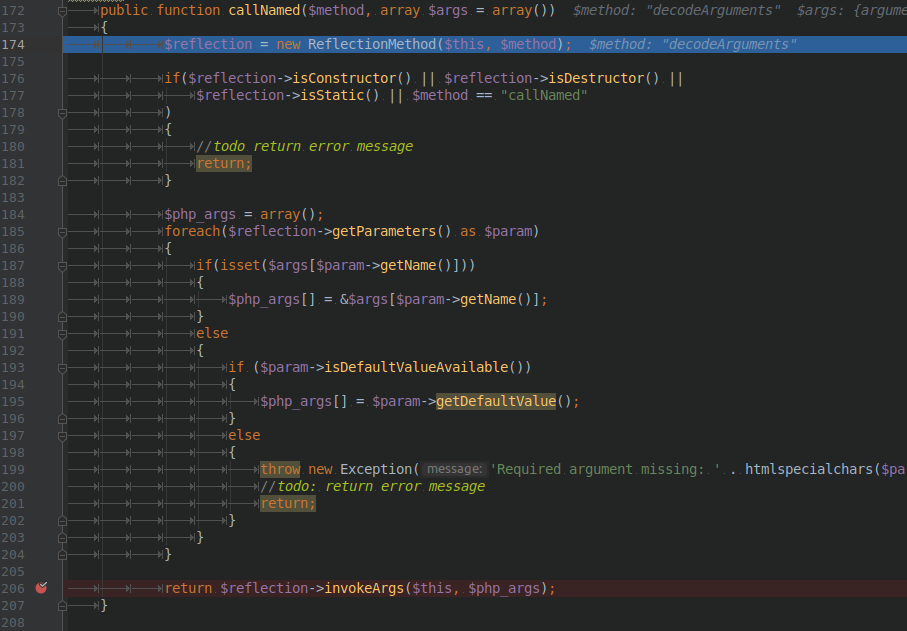 172 public function callNamed($method, array $args = array()) $method: "decodeArguments" $args: {argume
173 {
174 $reflection = new ReflectionMethod($this, $method); $method: "decodeArguments"
175
176 if($reflection->isConstructor() || $reflection->isDestructor() ||
177 $reflection->isStatic() || $method == "callNamed"
178 )
179 {
180 //todo return error message
181 return;
182 }
183
184 $php_args = array();
185 foreach($reflection->getParameters() as $param)
186 {
187 if(isset($args[$param->getName()]))
188 {
189 $php_args[] = &$args[$param->getName()];
190 }
191 else
192 {
193 if ($param->isDefaultValueAvailable())
194 {
195 $php_args[] = $param->getDefaultValue();
196 }
197 else
198 {
199 throw new Exception( message: 'Required argument missing: ' . htmlspecialchars($pa
200 //todo: return error message
201 return;
202 }
203 }
204 }
205
206 return $reflection->invokeArgs($this, $php_args);
207 }
208